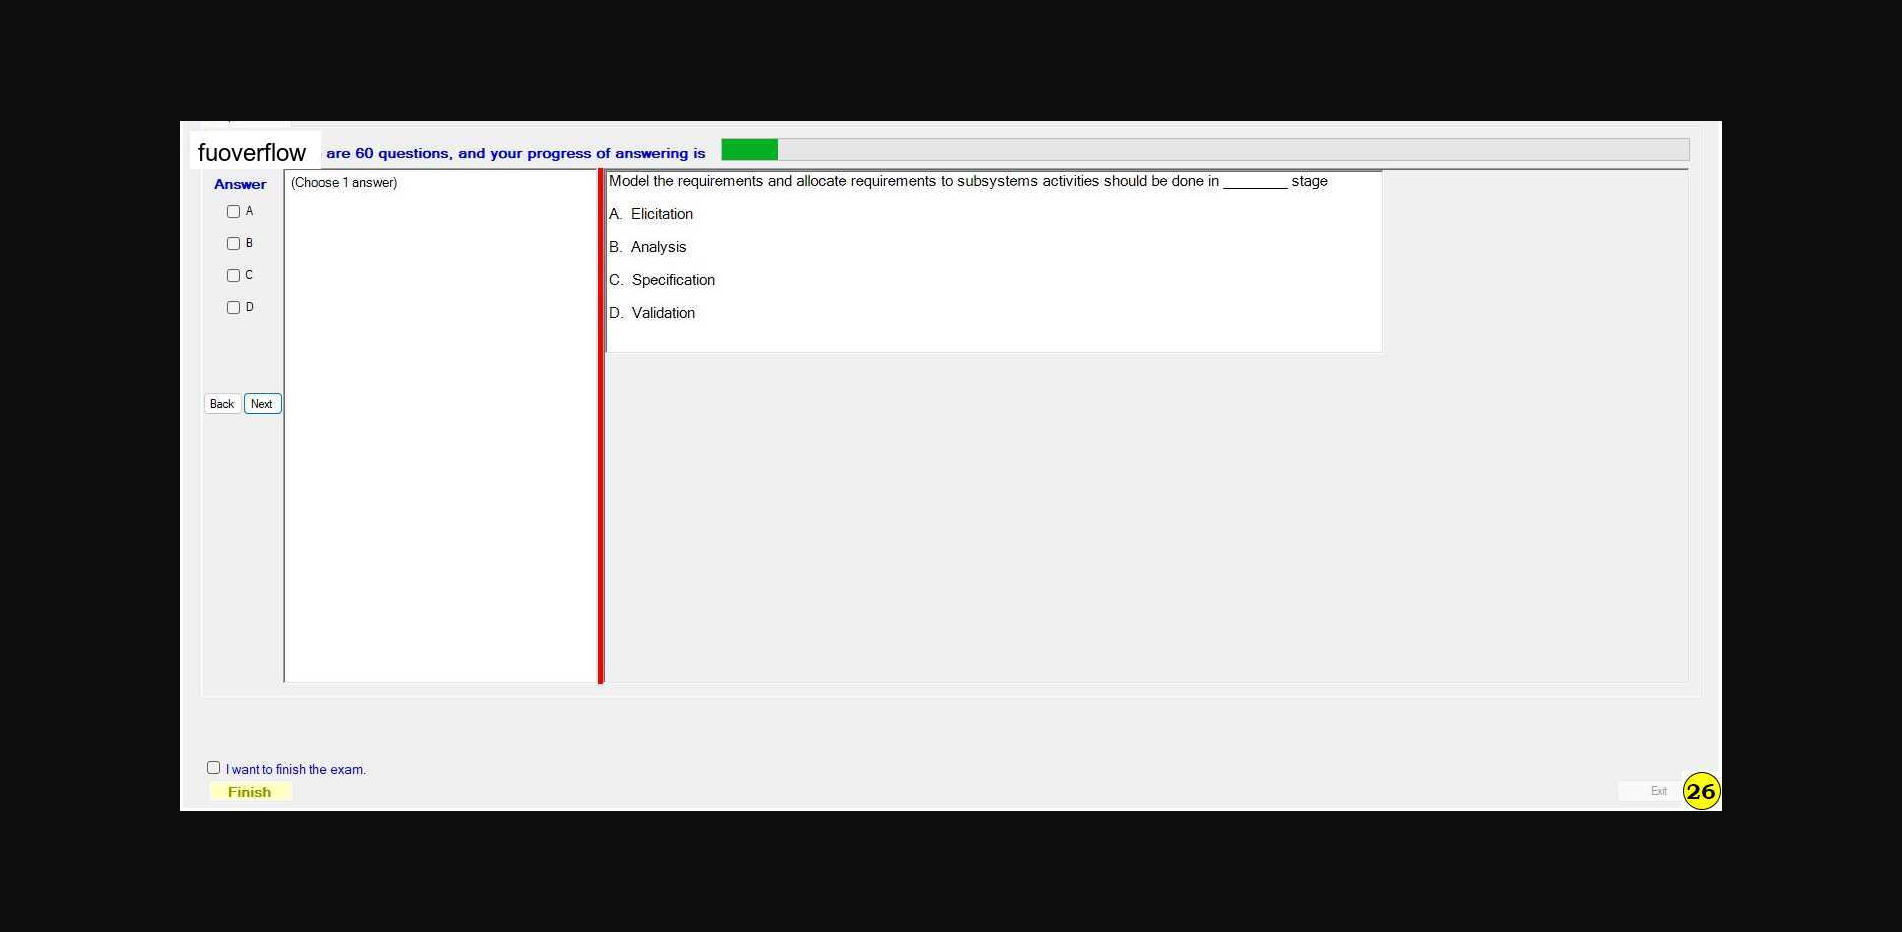 fuoverflow are 60 questions, and your progress of answering is
Answer
A
B
C
D
Back Next
(Choose 1 answer)
Model the requirements and allocate requirements to subsystems activities should be done in ________ stage
A. Elicitation
B. Analysis
C. Specification
D. Validation
I want to finish the exam.
Finish
Exit
26